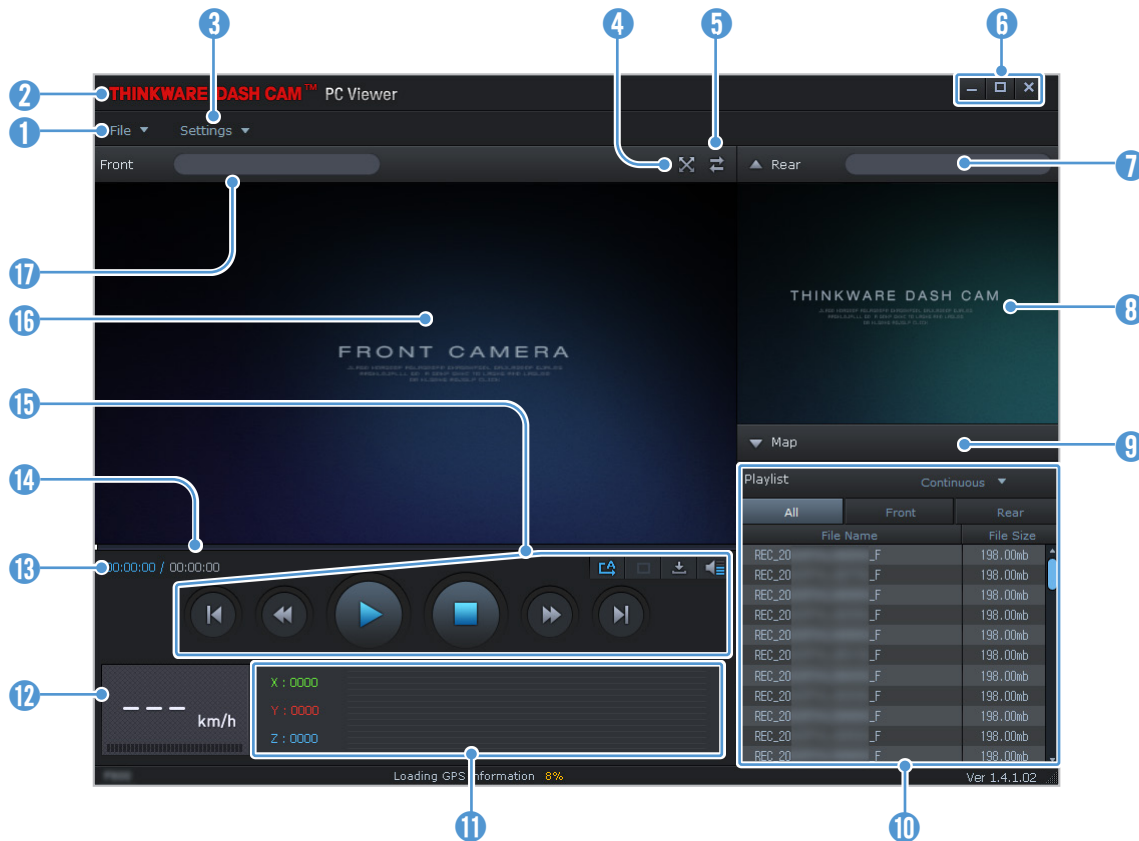 3
4
5
6
2
THINKWARE DASH CAM™ PC Viewer
1
File
Settings
Front
Rear
7
17
16
THINKWARE DASH CAM
8
FRONT CAMERA
15
Map
9
14
Playlist
Continuous
All
Front
Rear
File Name
File Size
13
00:00:00 / 00:00:00
REC_20 _F 198.00mb
REC_20 _F 198.00mb
REC_20 _F 198.00mb
REC_20 _F 198.00mb
REC_20 _F 198.00mb
REC_20 _F 198.00mb
REC_20 _F 198.00mb
REC_20 _F 198.00mb
REC_20 _F 198.00mb
REC_20 _F 198.00mb
REC_20 _F 198.00mb
12
km/h
X : 0000
Y : 0000
Z : 0000
Loading GPS information 8%
Ver 1.4.1.02
11
10